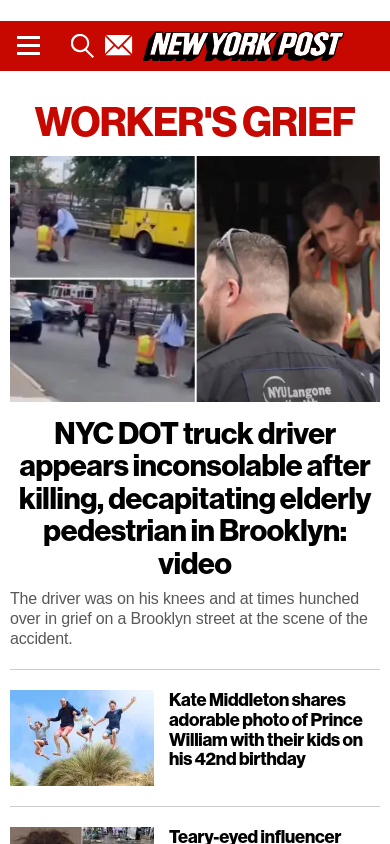 NEW YORK POST
WORKER'S GRIEF
NYU Langone
NYC DOT truck driver
appears inconsolable after
killing, decapitating elderly
pedestrian in Brooklyn:
video
The driver was on his knees and at times hunched
over in grief on a Brooklyn street at the scene of the
accident.
Kate Middleton shares
adorable photo of Prince
William with their kids on
his 42nd birthday
Teary-eyed influencer